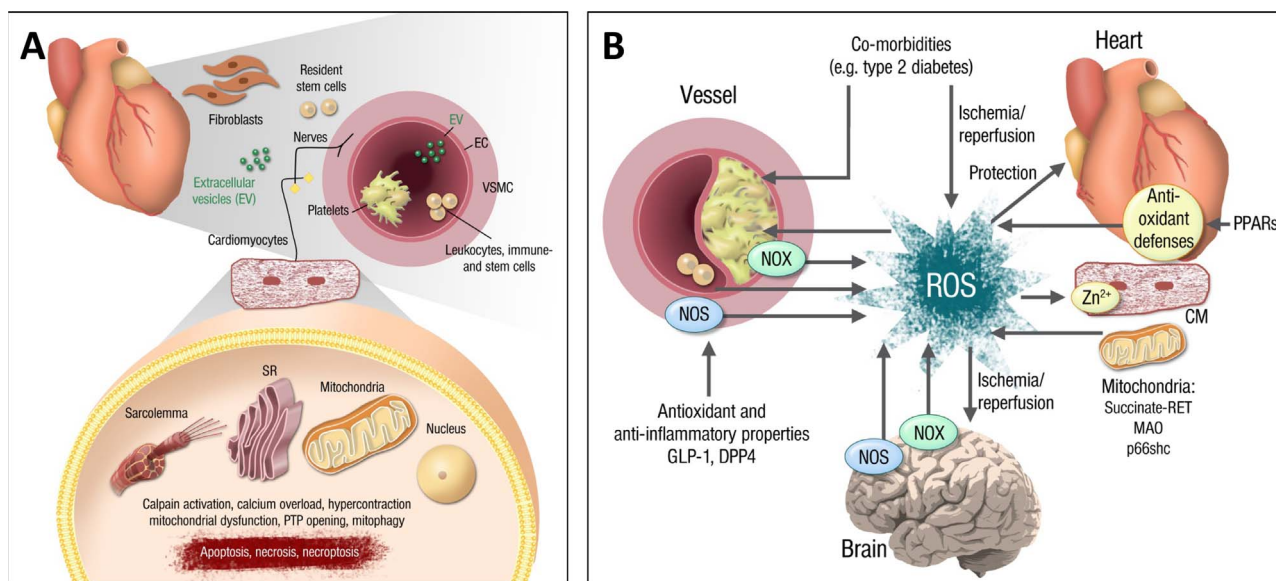 A
Resident
stem cells
Fibroblasts
Nerves
EV
EC
Extracellular
vesicles (EV)
VSMC
Platelets
Cardiomyocytes
Leukocytes, immune-
and stem cells
SR
Mitochondria
Sarcolemma
Nucleus
Calpain activation, calcium overload, hypercontraction
mitochondrial dysfunction, PTP opening, mitophagy
Apoptosis, necrosis, necroptosis
B
Co-morbidities
(e.g. type 2 diabetes)
Heart
Vessel
Ischemia/
reperfusion
Protection
Anti-
oxidant
defenses
PPARs
NOX
ROS
Zn2+
CM
NOS
Ischemia/
reperfusion
Mitochondria:
Succinate-RET
MAO
p66shc
Antioxidant and
anti-inflammatory properties
GLP-1, DPP4
NOS
NOX
Brain